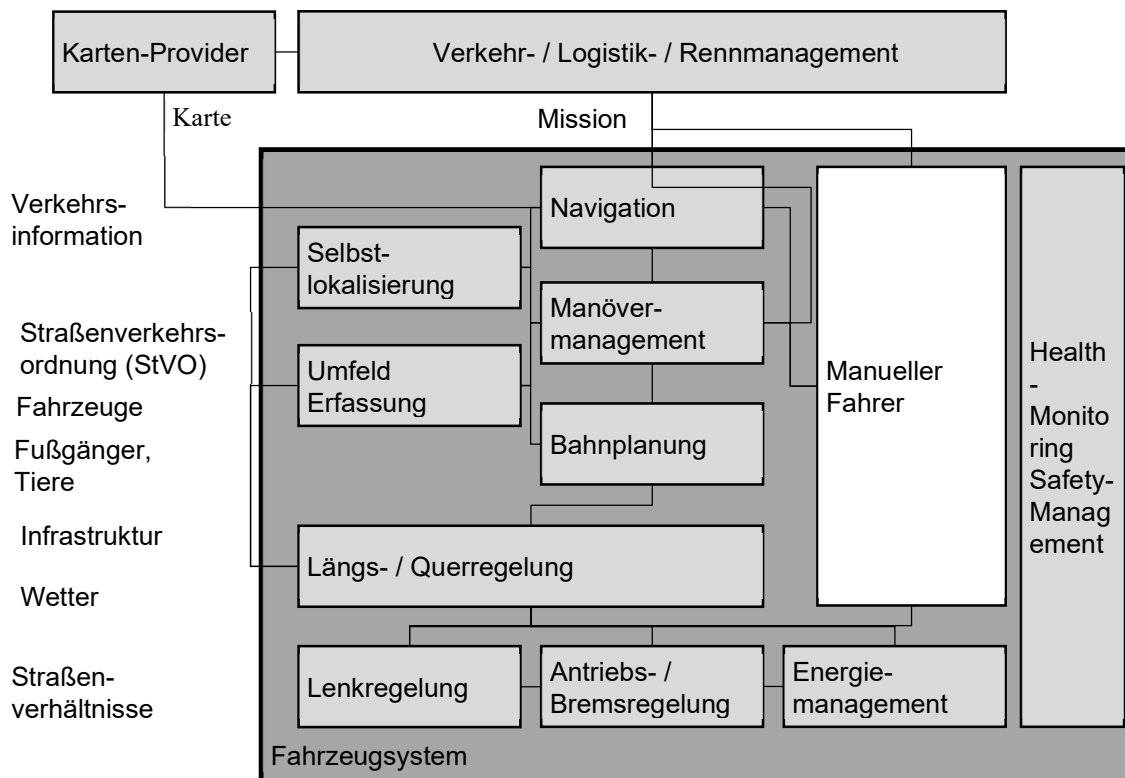 Karten-Provider
Verkehr- / Logistik- / Rennmanagement
Karte
Mission
Verkehrs-
information
Navigation
Selbst-
lokalisierung
Straßenverkehrs-
ordnung (StVO)
Manöver-
management
Umfeld
Erfassung
Manueller
Fahrer
Health
-
Monito
ring
Safety-
Manag
ement
Fahrzeuge
Fußgänger,
Tiere
Bahnplanung
Infrastruktur
Längs- / Querregelung
Wetter
Straßen-
verhältnisse
Lenkregelung
Antriebs- /
Bremsregelung
Energie-
management
Fahrzeugsystem